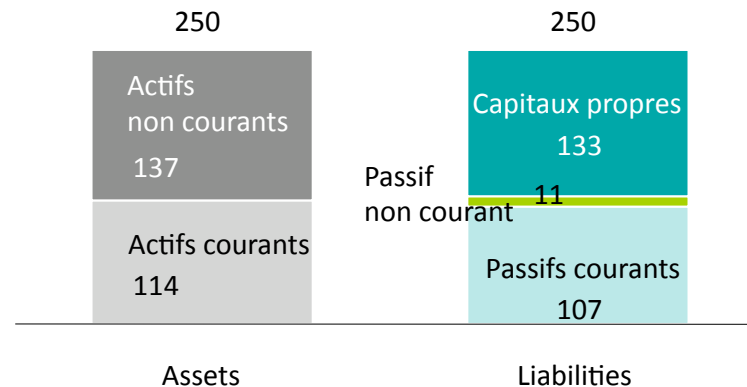 250
250
Actifs
non courants
137
Capitaux propres
133
Passif
non courant
11
Actifs courants
114
Passifs courants
107
Assets
Liabilities